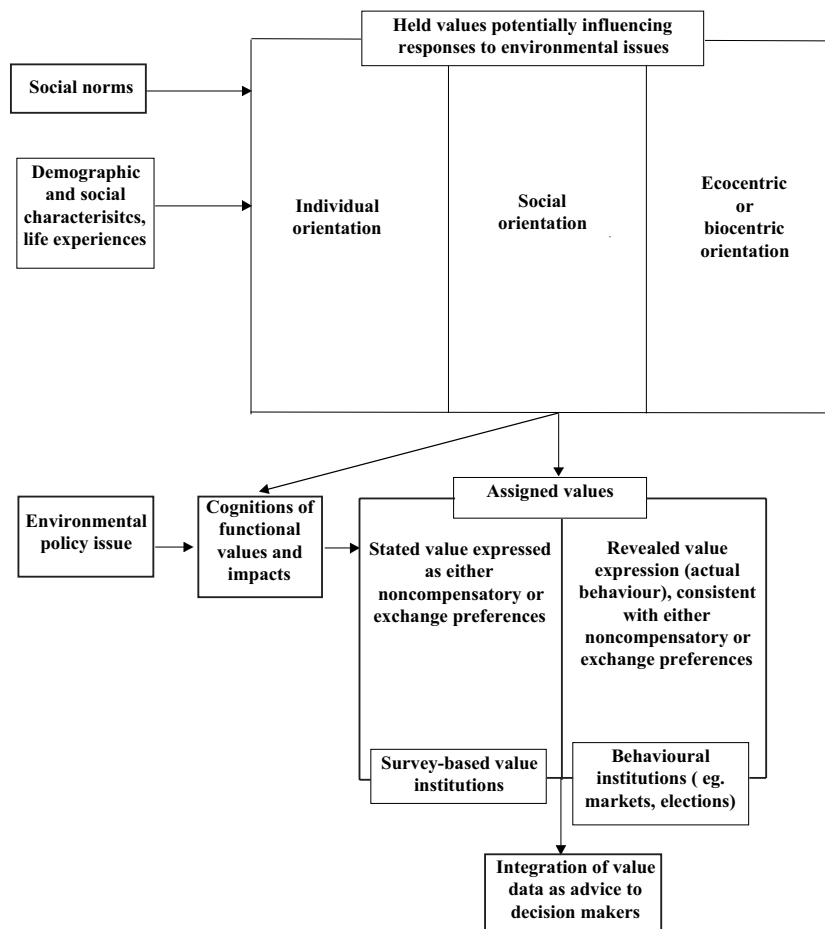 Held values potentially influencing
responses to environmental issues
Social norms
Demographic
and social
characterisitcs,
life experiences
Individual
orientation
Social
orientation
Ecocentric
or
biocentric
orientation
Environmental
policy issue
Cognitions of
functional
values and
impacts
Assigned values
Stated value expressed
as either
noncompensatory or
exchange preferences
Revealed value
expression (actual
behaviour), consistent
with either
noncompensatory or
exchange preferences
Survey-based value
institutions
Behavioural
institutions ( eg.
markets, elections)
Integration of value
data as advice to
decision makers